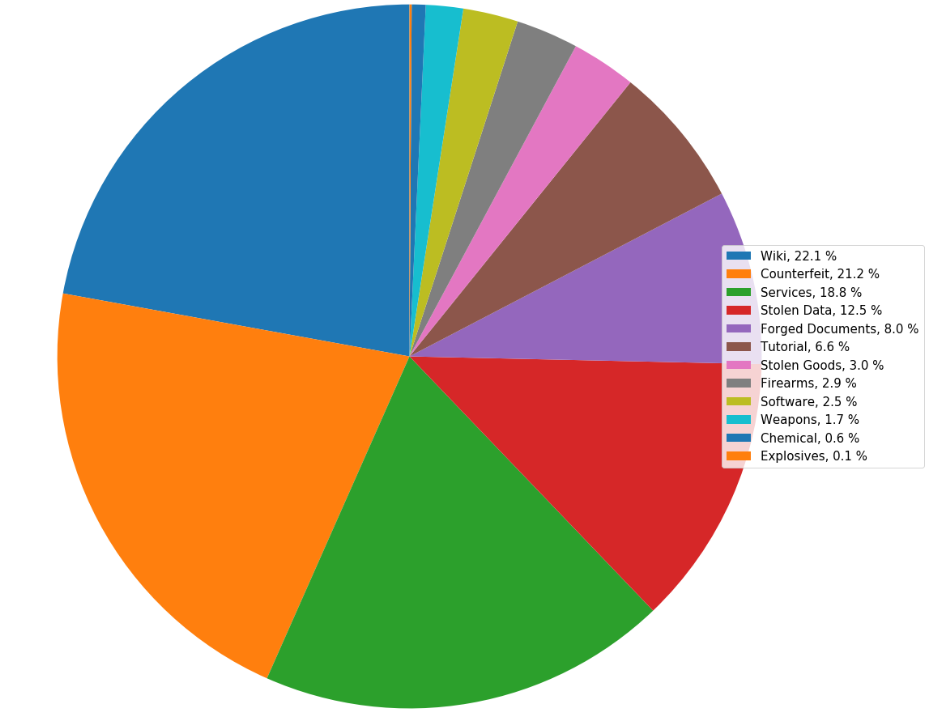 Wiki, 22.1 %
Counterfeit, 21.2 %
Services, 18.8 %
Stolen Data, 12.5 %
Forged Documents, 8.0 %
Tutorial, 6.6 %
Stolen Goods, 3.0 %
Firearms, 2.9 %
Software, 2.5 %
Weapons, 1.7 %
Chemical, 0.6 %
Explosives, 0.1 %